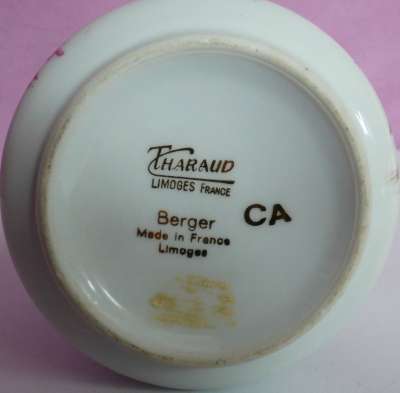 THARAUD
LIMOGES FRANCE
Berger CA
Made in France
Limoges